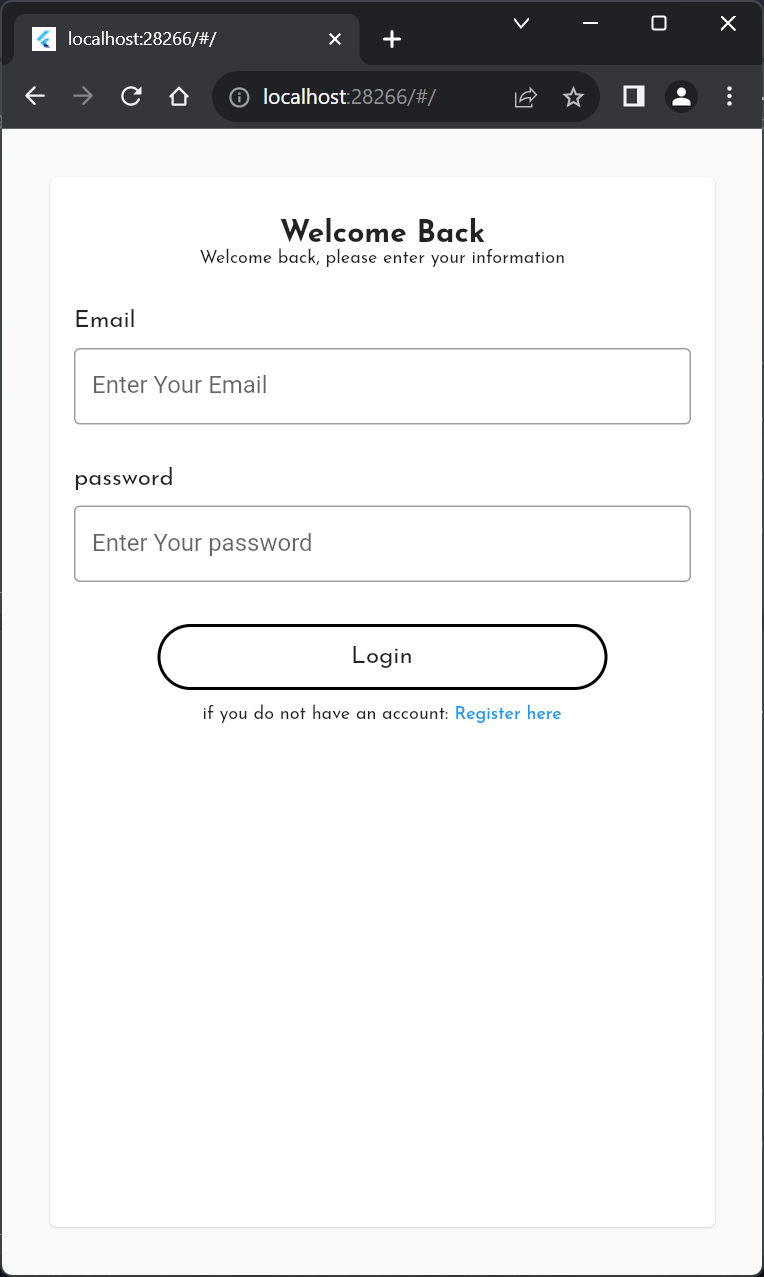 localhost:28266/#/
localhost:28266/#/
Welcome Back
Welcome back, please enter your information
Email
Enter Your Email
password
Enter Your password
Login
if you do not have an account: Register here